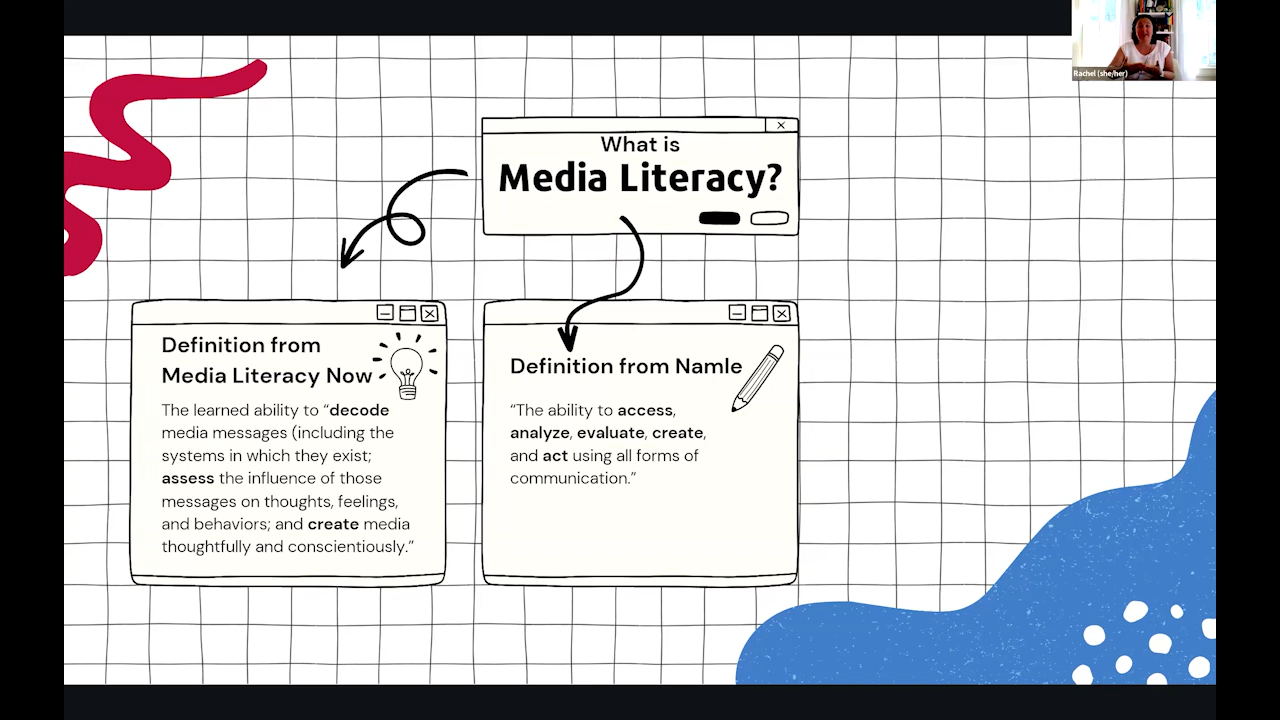 Rachel (she/her)
What is
Media Literacy?
Definition from
Media Literacy Now
The learned ability to “decode
media messages (including the
systems in which they exist;
assess the influence of those
messages on thoughts, feelings,
and behaviors; and create media
thoughtfully and conscientiously.”
Definition from Namle
“The ability to access,
analyze, evaluate, create,
and act using all forms of
communication.”